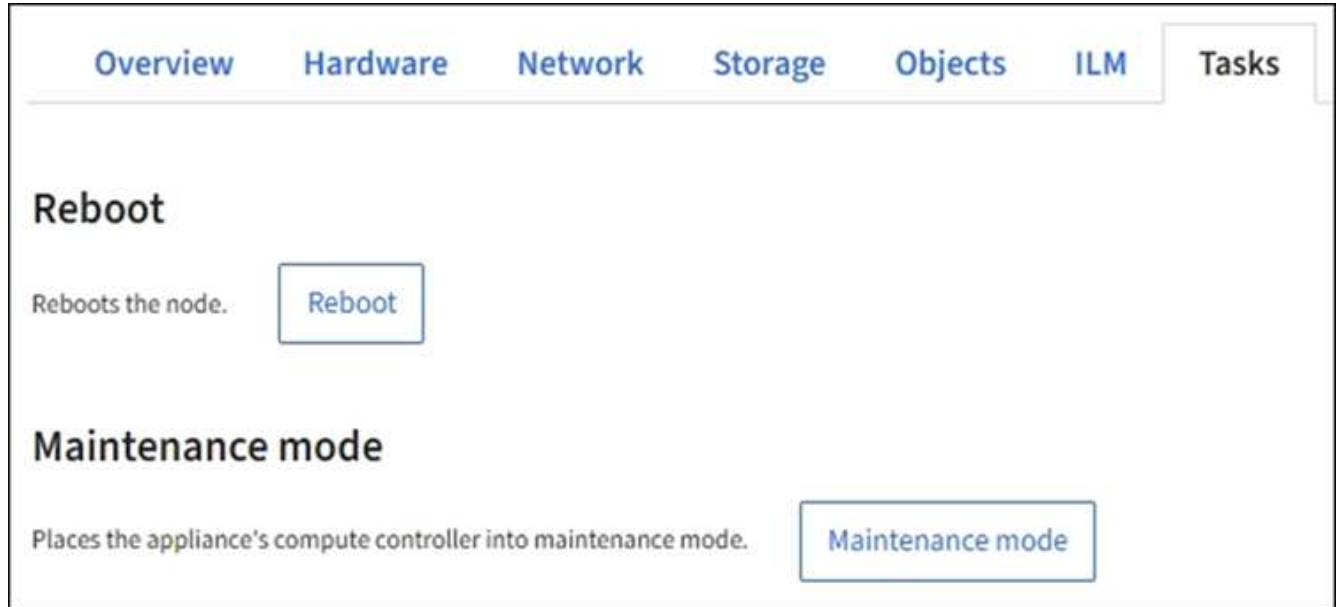 Overview Hardware Network Storage Objects ILM Tasks
Reboot
Reboots the node. Reboot
Maintenance mode
Places the appliance's compute controller into maintenance mode. Maintenance mode